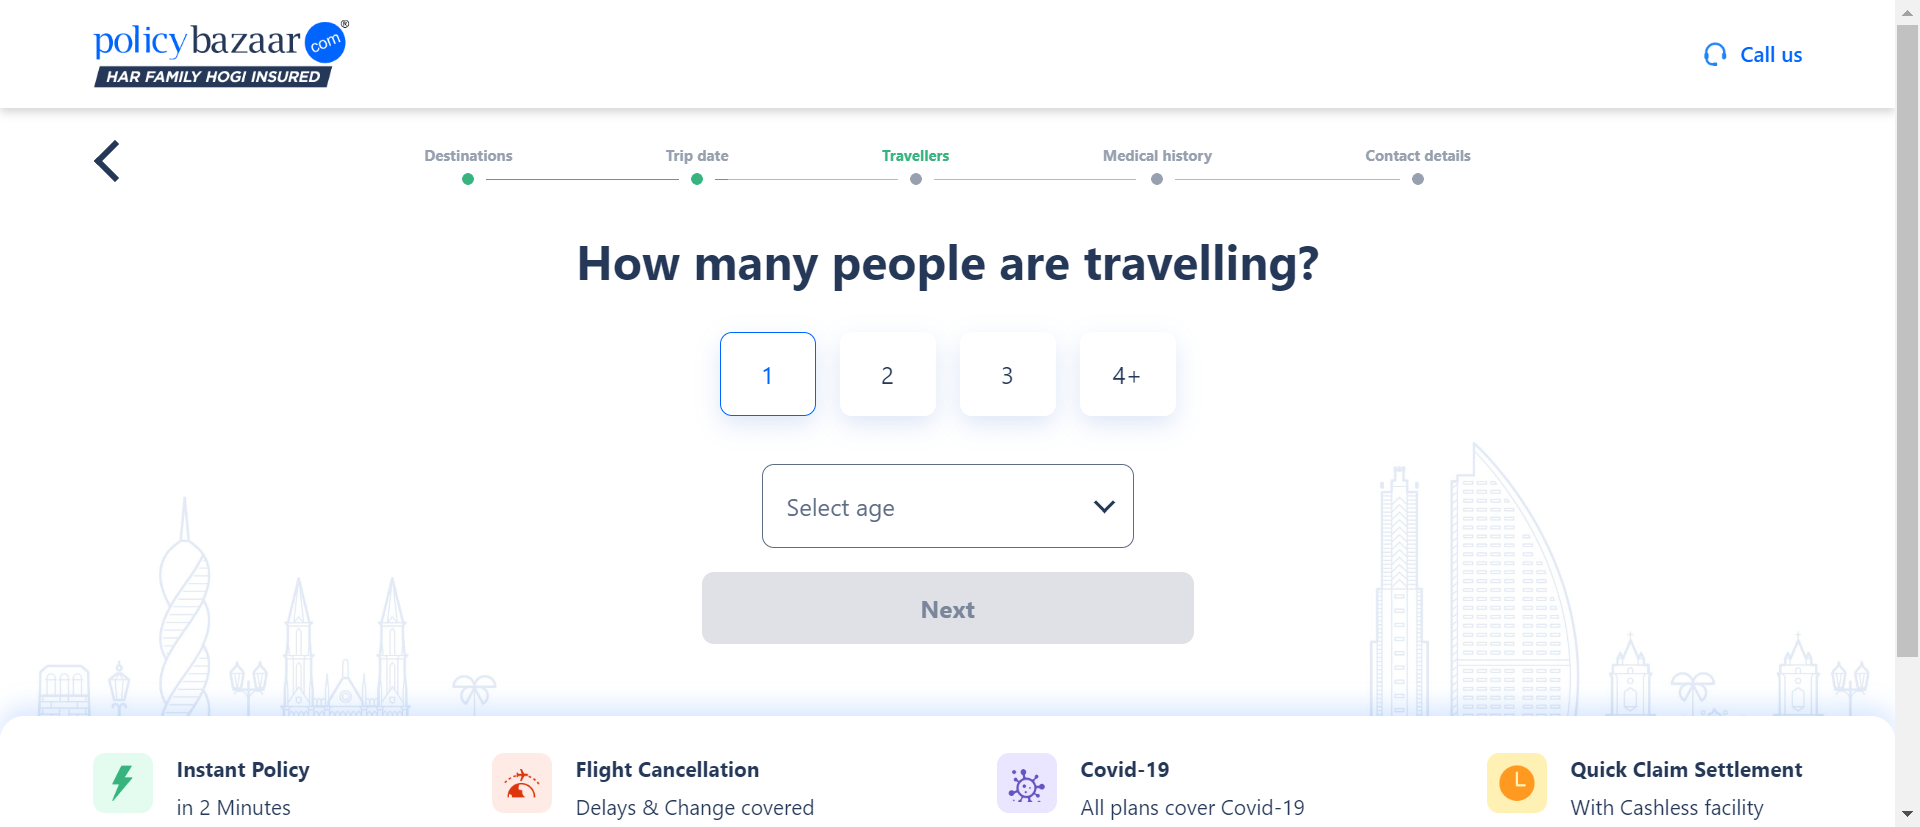 policybazaar com ®
HAR FAMILY HOGI INSURED
Call us
Destinations
Trip date
Travellers
Medical history
Contact details
How many people are travelling?
1
2
3
4+
Select age
Next
Instant Policy
in 2 Minutes
Flight Cancellation
Delays & Change covered
Covid-19
All plans cover Covid-19
Quick Claim Settlement
With Cashless facility